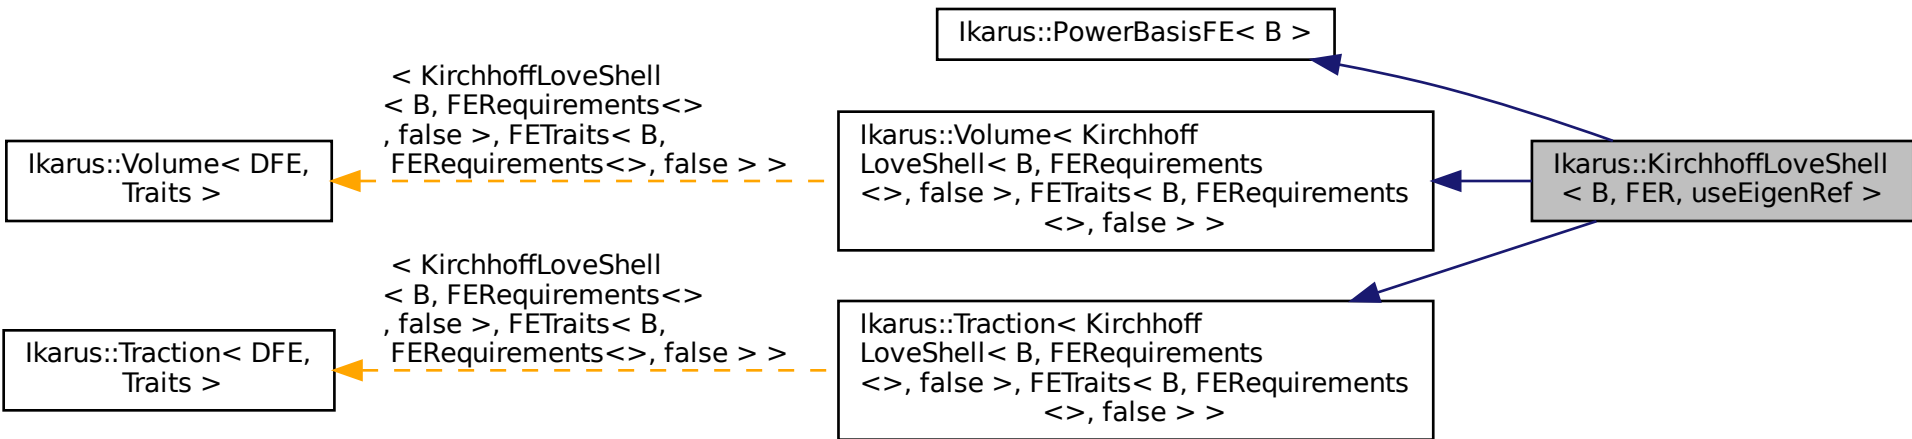 Ikarus::PowerBasisFE< B >
< KirchhoffLoveShell
< B, FERequirements<>
, false >, FETraits< B,
FERequirements<>, false > >
Ikarus::Volume< DFE,
Traits >
Ikarus::Volume< Kirchhoff
LoveShell< B, FERequirements
<>, false >, FETraits< B, FERequirements
<>, false > >
Ikarus::KirchhoffLoveShell
< B, FER, useEigenRef >
< KirchhoffLoveShell
< B, FERequirements<>
, false >, FETraits< B,
FERequirements<>, false > >
Ikarus::Traction< DFE,
Traits >
Ikarus::Traction< Kirchhoff
LoveShell< B, FERequirements
<>, false >, FETraits< B, FERequirements
<>, false > >